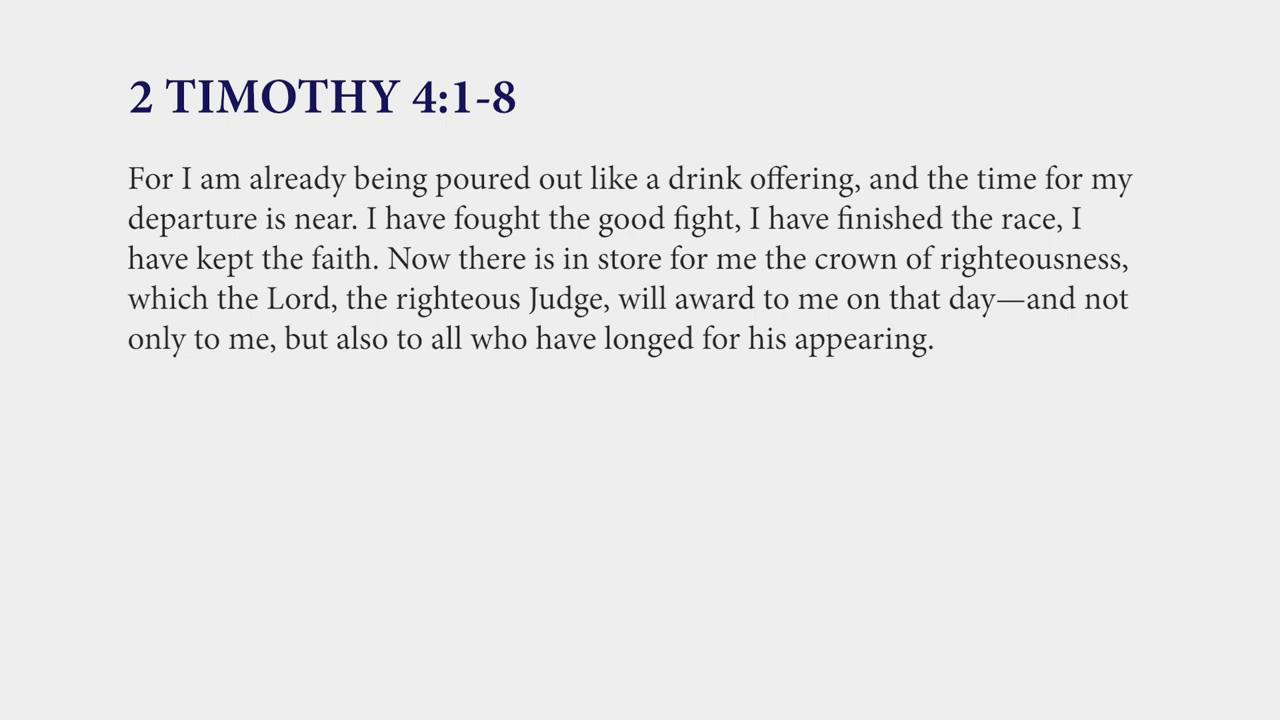 2 TIMOTHY 4:1-8
For I am already being poured out like a drink offering, and the time for my
departure is near. I have fought the good fight, I have finished the race, I
have kept the faith. Now there is in store for me the crown of righteousness,
which the Lord, the righteous Judge, will award to me on that day—and not
only to me, but also to all who have longed for his appearing.